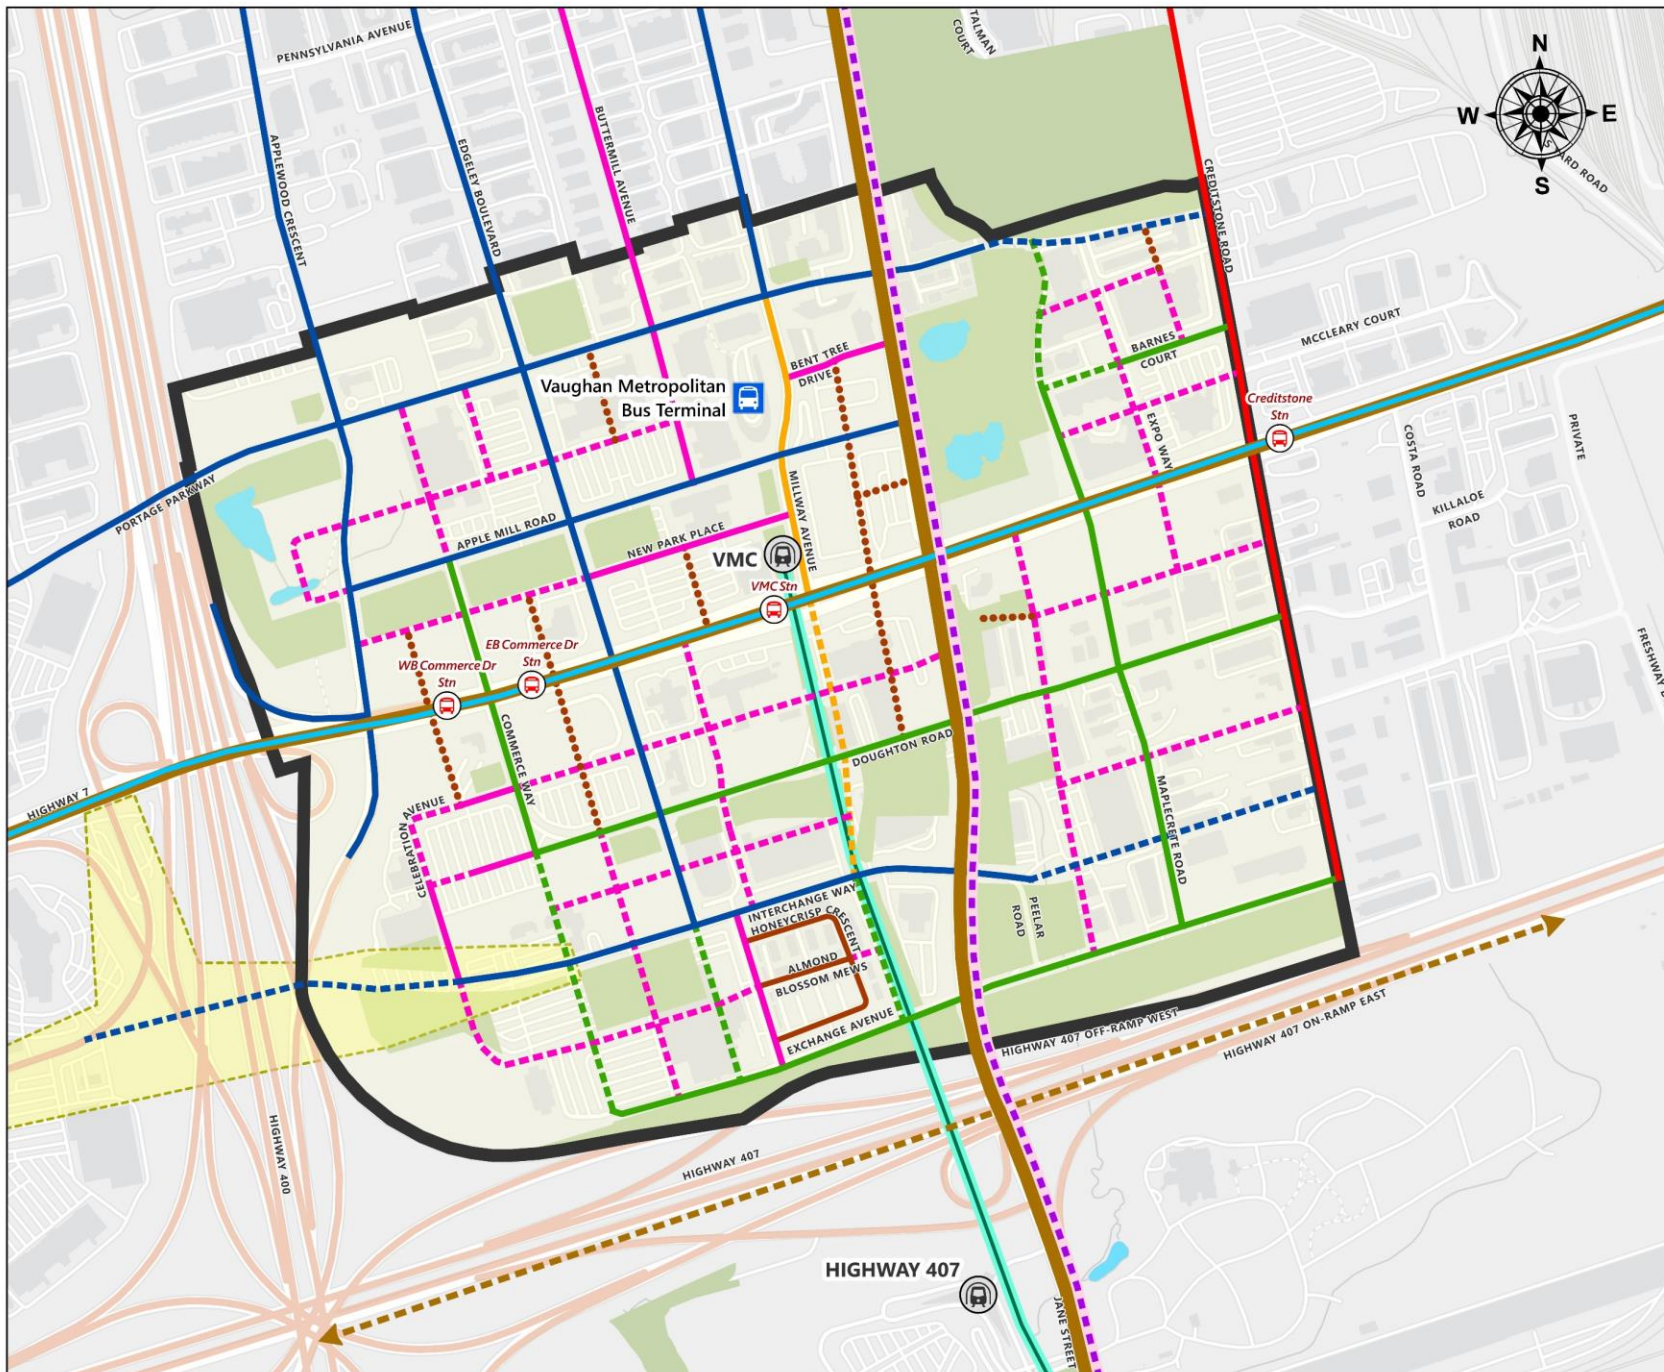 TALMAN
COURT
PENNSYLVANIA AVENUE
N
W
E
S
YARD ROAD
APPLEWOOD CRESCENT
EDGELEY BOULEVARD
BUTTERMILL AVENUE
CREDITSTONE ROAD
MCCLEARY COURT
BARNES
COURT
BENT TREE
DRIVE
Vaughan Metropolitan
Bus Terminal
Creditstone
Stn
EXPO WAY
COSTA ROAD
PRIVATE
KILLALOE
ROAD
PORTAGE PARKWAY
APPLE MILL ROAD
NEW PARK PLACE
MILLWAY AVENUE
VMC
VMC Stn
EB Commerce Dr
Stn
WB Commerce Dr
Stn
COMMERCE WAY
DOUGHTON ROAD
HIGHWAY 7
CELEBRATION AVENUE
MAPLECRETE ROAD
INTERCHANGE WAY
HONEYCRISP CRESCENT
PEELAR
ROAD
ALMOND
BLOSSOM MEWS
EXCHANGE AVENUE
HIGHWAY 407 OFF-RAMP WEST
HIGHWAY 407 ON-RAMP EAST
HIGHWAY 400
HIGHWAY 407
HIGHWAY 407
JANE STREET